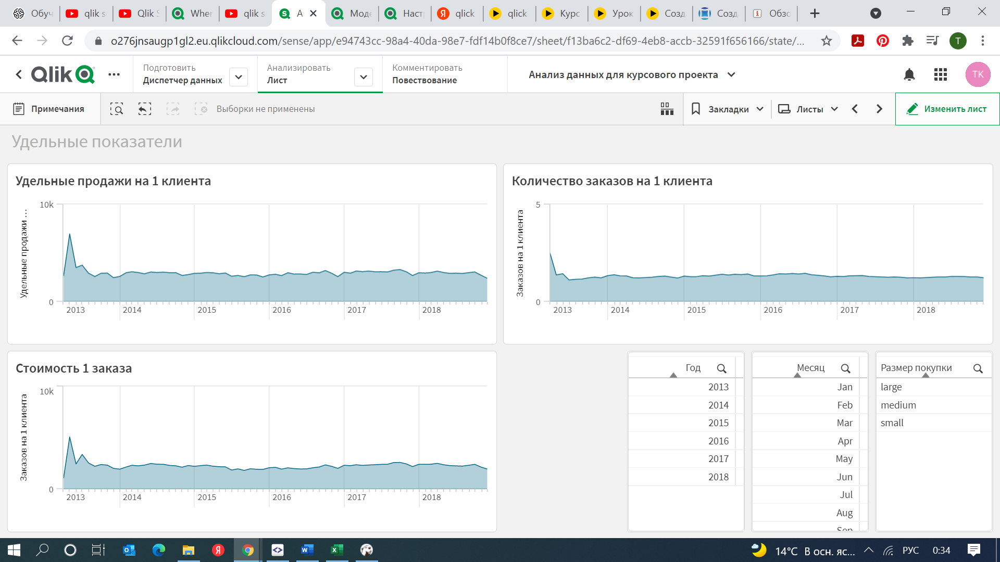 Обуч
qlik s
Qlik S
Wher
qlik s
А
Моде
Наст
qlick
qlick
Курс
Урок
Созд
Созд
Обзо
o276jnsaugp1gl2.eu.qlikcloud.com/sense/app/e94743cc-98a4-40da-98e7-fdf14b0f8ce7/sheet/f13ba6c2-df69-4eb8-accb-32591f656166/state/...
T
Qlik
Подготовить
Диспетчер данных
Анализировать
Лист
Комментировать
Повествование
Анализ данных для курсового проекта
TK
Примечания
Выборки не применены
Закладки
Листы
Изменить лист
Удельные показатели
Удельные продажи на 1 клиента
Удельные продажи ...
10k
0
2013
2014
2015
2016
2017
2018
Количество заказов на 1 клиента
Заказов на 1 клиента
5
0
2013
2014
2015
2016
2017
2018
Стоимость 1 заказа
Заказов на 1 клиента
10k
0
2013
2014
2015
2016
2017
2018
Год
2013
2014
2015
2016
2017
2018
Месяц
Jan
Feb
Mar
Apr
May
Jun
Jul
Aug
Sep
Размер покупки
large
medium
small
14°C В осн. яс...
РУС
0:34